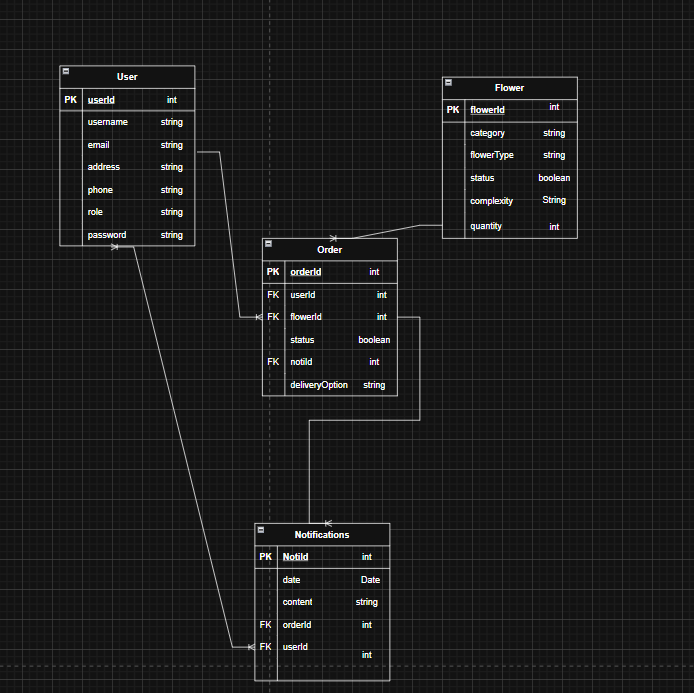 User
PK userId int
username string
email string
address string
phone string
role string
password string
Flower
PK flowerId int
category string
flowerType string
status boolean
complexity String
quantity int
Order
PK orderId int
FK userId int
FK flowerId int
status boolean
FK notiId int
deliveryOption string
Notifications
PK NotiId int
date Date
content string
FK orderId int
FK userId int